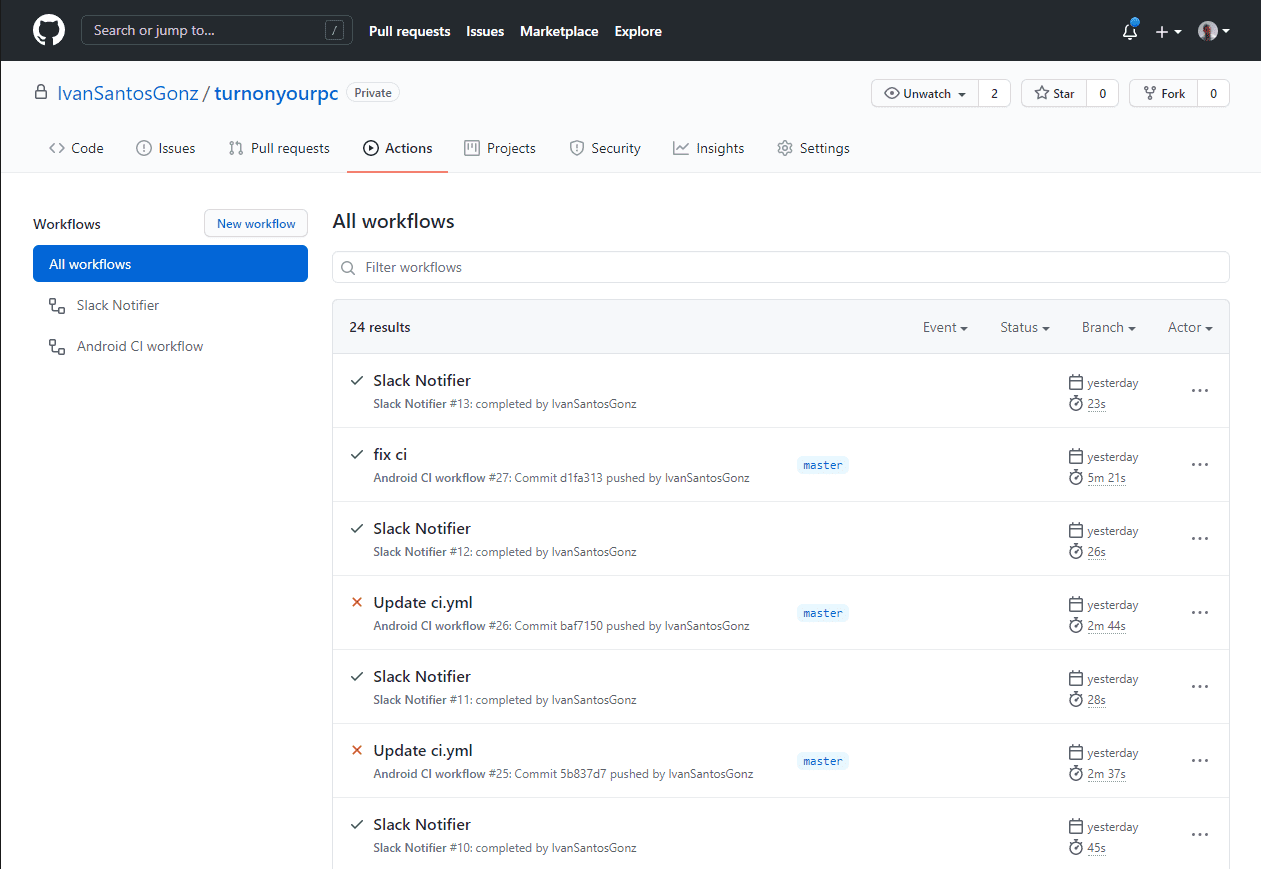 Search or jump to... /
Pull requests Issues Marketplace Explore
IvanSantosGonz / turnonyourpc Private
Unwatch 2 Star 0 Fork 0
Code Issues Pull requests Actions Projects Security Insights Settings
Workflows
New workflow
All workflows
Slack Notifier
Android CI workflow
All workflows
Filter workflows
24 results Event Status Branch Actor
Slack Notifier
Slack Notifier #13: completed by IvanSantosGonz
yesterday
23s
fix ci
Android CI workflow #27: Commit d1fa313 pushed by IvanSantosGonz
master
yesterday
5m 21s
Slack Notifier
Slack Notifier #12: completed by IvanSantosGonz
yesterday
26s
Update ci.yml
Android CI workflow #26: Commit baf7150 pushed by IvanSantosGonz
master
yesterday
2m 44s
Slack Notifier
Slack Notifier #11: completed by IvanSantosGonz
yesterday
28s
Update ci.yml
Android CI workflow #25: Commit 5b837d7 pushed by IvanSantosGonz
master
yesterday
2m 37s
Slack Notifier
Slack Notifier #10: completed by IvanSantosGonz
yesterday
45s